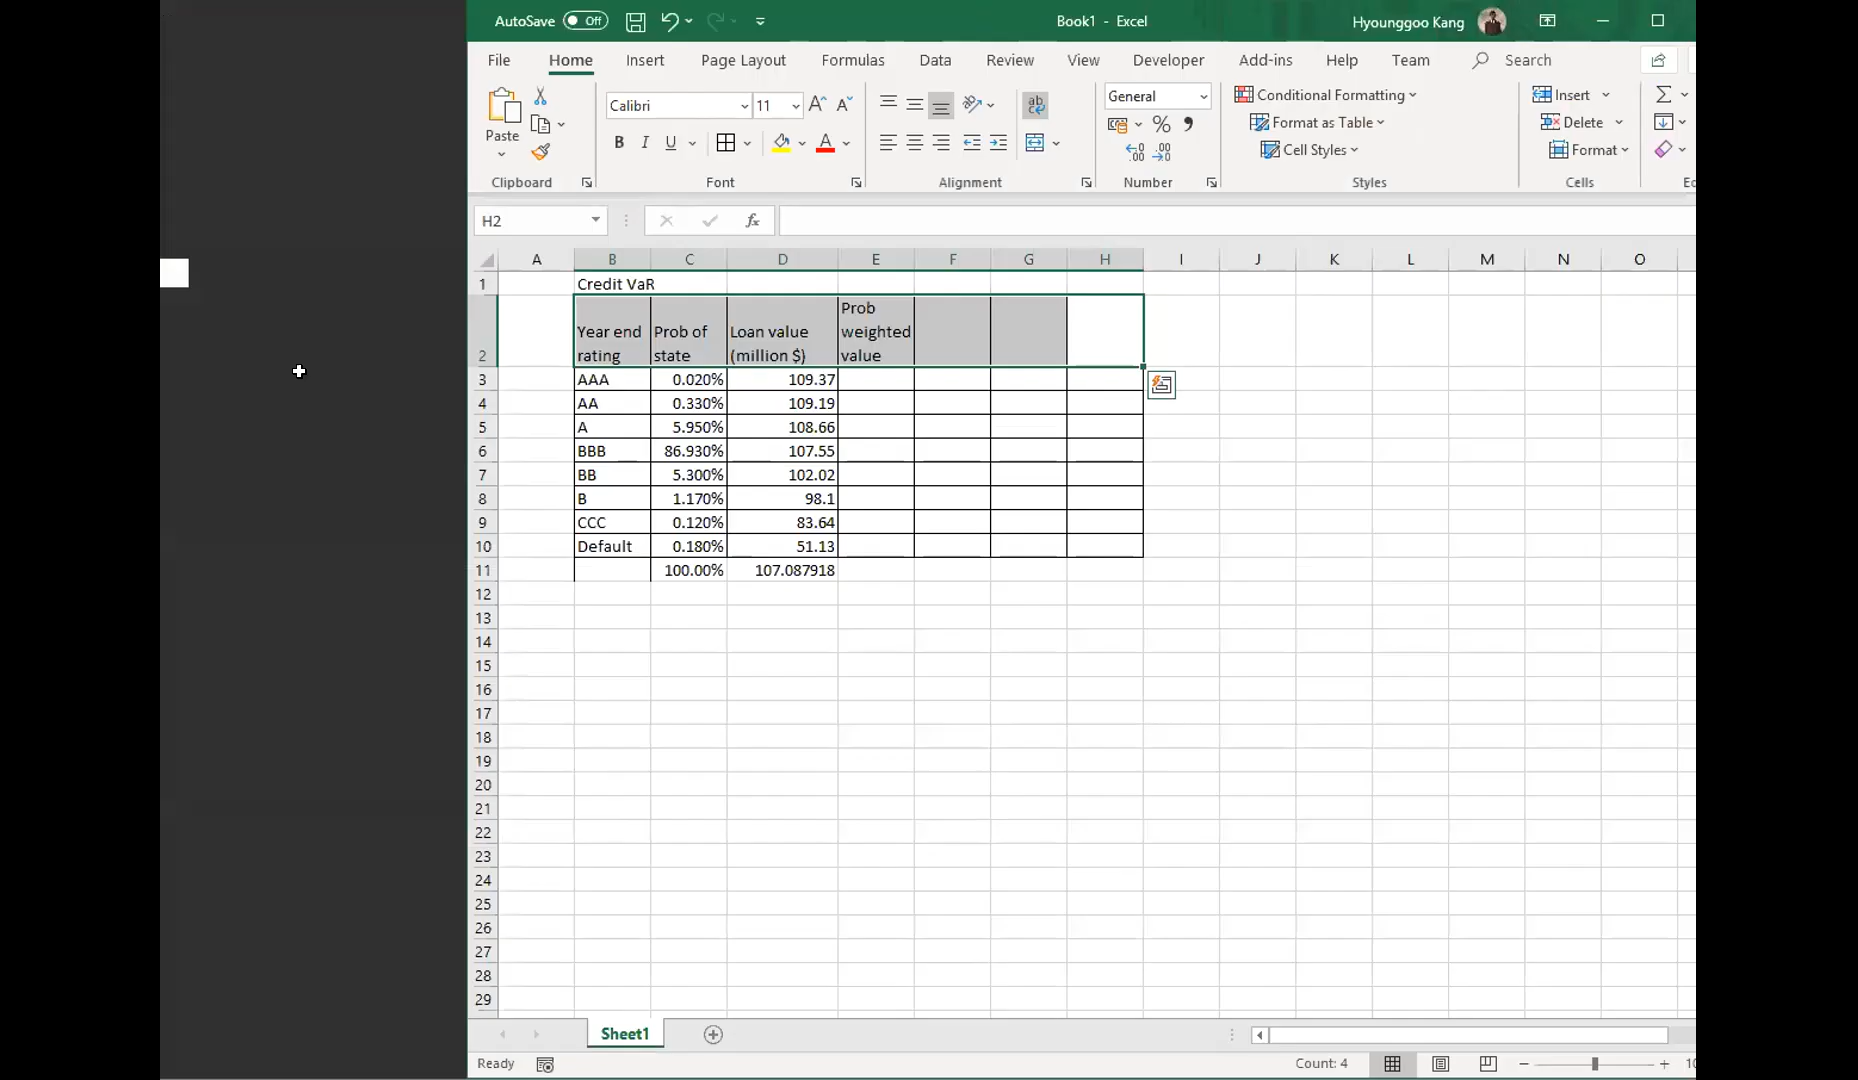 AutoSave Off Book1 - Excel Hyounggoo Kang
File Home Insert Page Layout Formulas Data Review View Developer Add-ins Help Team Search
Paste
Clipboard
Calibri 11
B I U
Font
ab
Alignment
General
% 9
Number
Conditional Formatting
Format as Table
Cell Styles
Styles
Insert
Delete
Format
Cells
H2 fx
A B C D E F G H I J K L M N O
1 Credit VaR
2 Year end rating Prob of state Loan value (million $) Prob weighted value
3 AAA 0.020% 109.37
4 AA 0.330% 109.19
5 A 5.950% 108.66
6 BBB 86.930% 107.55
7 BB 5.300% 102.02
8 B 1.170% 98.1
9 CCC 0.120% 83.64
10 Default 0.180% 51.13
11 100.00% 107.087918
12
13
14
15
16
17
18
19
20
21
22
23
24
25
26
27
28
29
Sheet1
Ready Count: 4